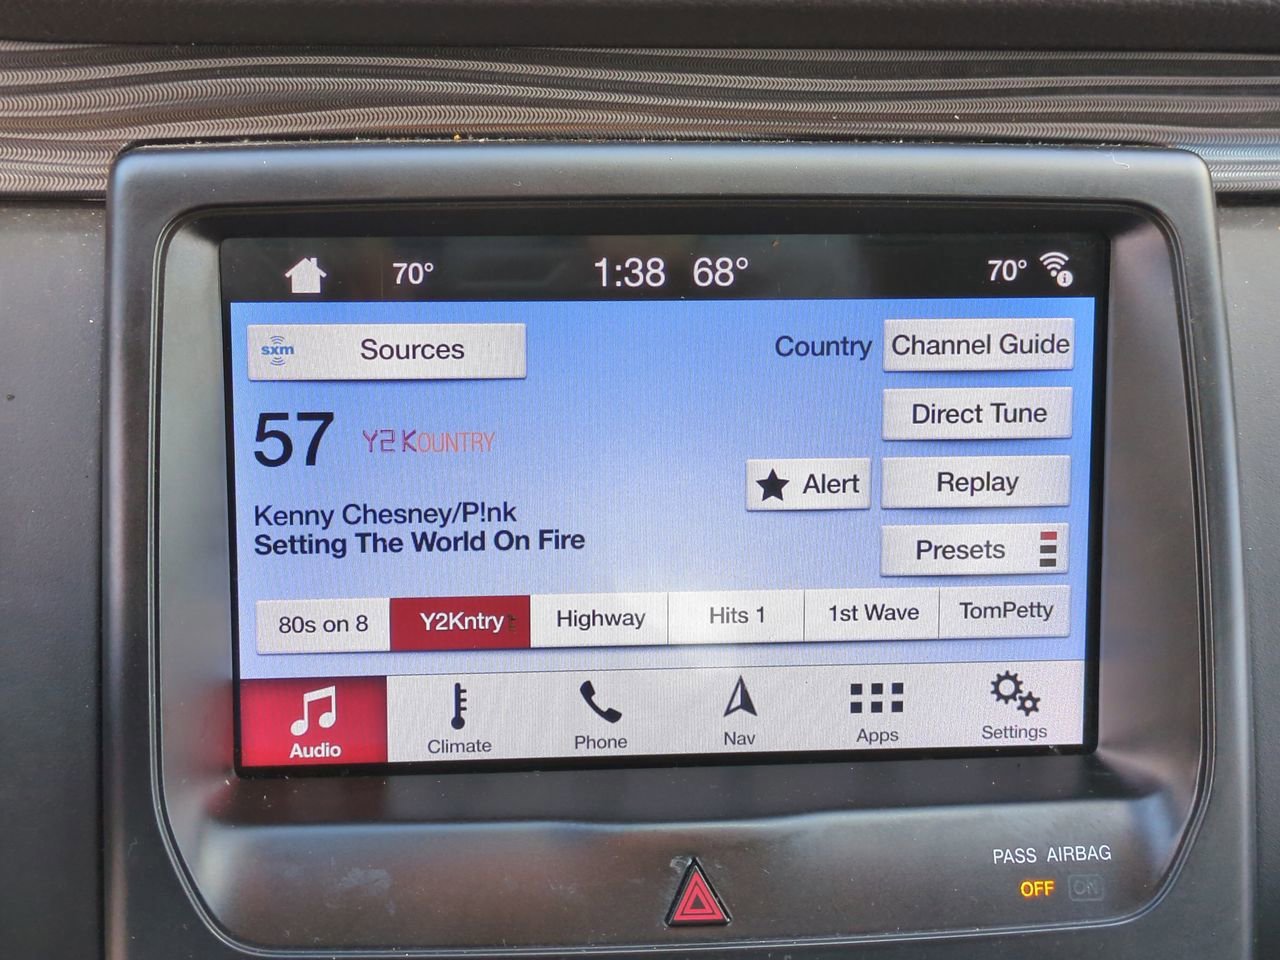 70° 1:38 68° 70°
sxm Sources
Country Channel Guide
57 Y2KOUNTRY
Direct Tune
Alert Replay
Kenny Chesney/P!nk
Setting The World On Fire
Presets
80s on 8 Y2Kntry Highway Hits 1 1st Wave TomPetty
Audio Climate Phone Nav Apps Settings
PASS AIRBAG
OFF ON